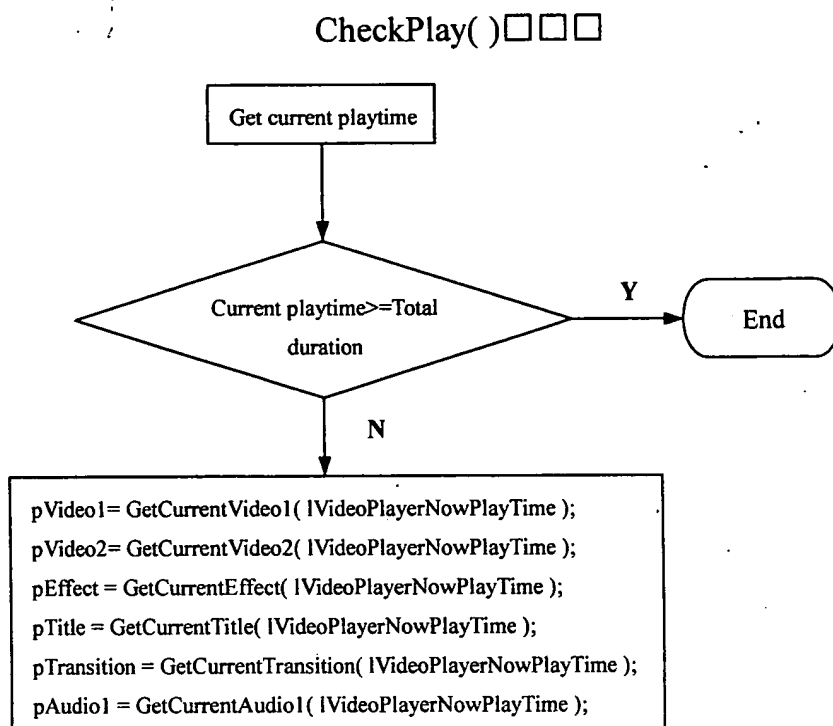 CheckPlay( )□□□
Get current playtime
Current playtime>=Total
duration
Y
End
N
pVideo1= GetCurrentVideo1( lVideoPlayerNowPlayTime );
pVideo2= GetCurrentVideo2( lVideoPlayerNowPlayTime );
pEffect = GetCurrentEffect( lVideoPlayerNowPlayTime );
pTitle = GetCurrentTitle( lVideoPlayerNowPlayTime );
pTransition = GetCurrentTransition( lVideoPlayerNowPlayTime );
pAudio1 = GetCurrentAudio1( lVideoPlayerNowPlayTime );